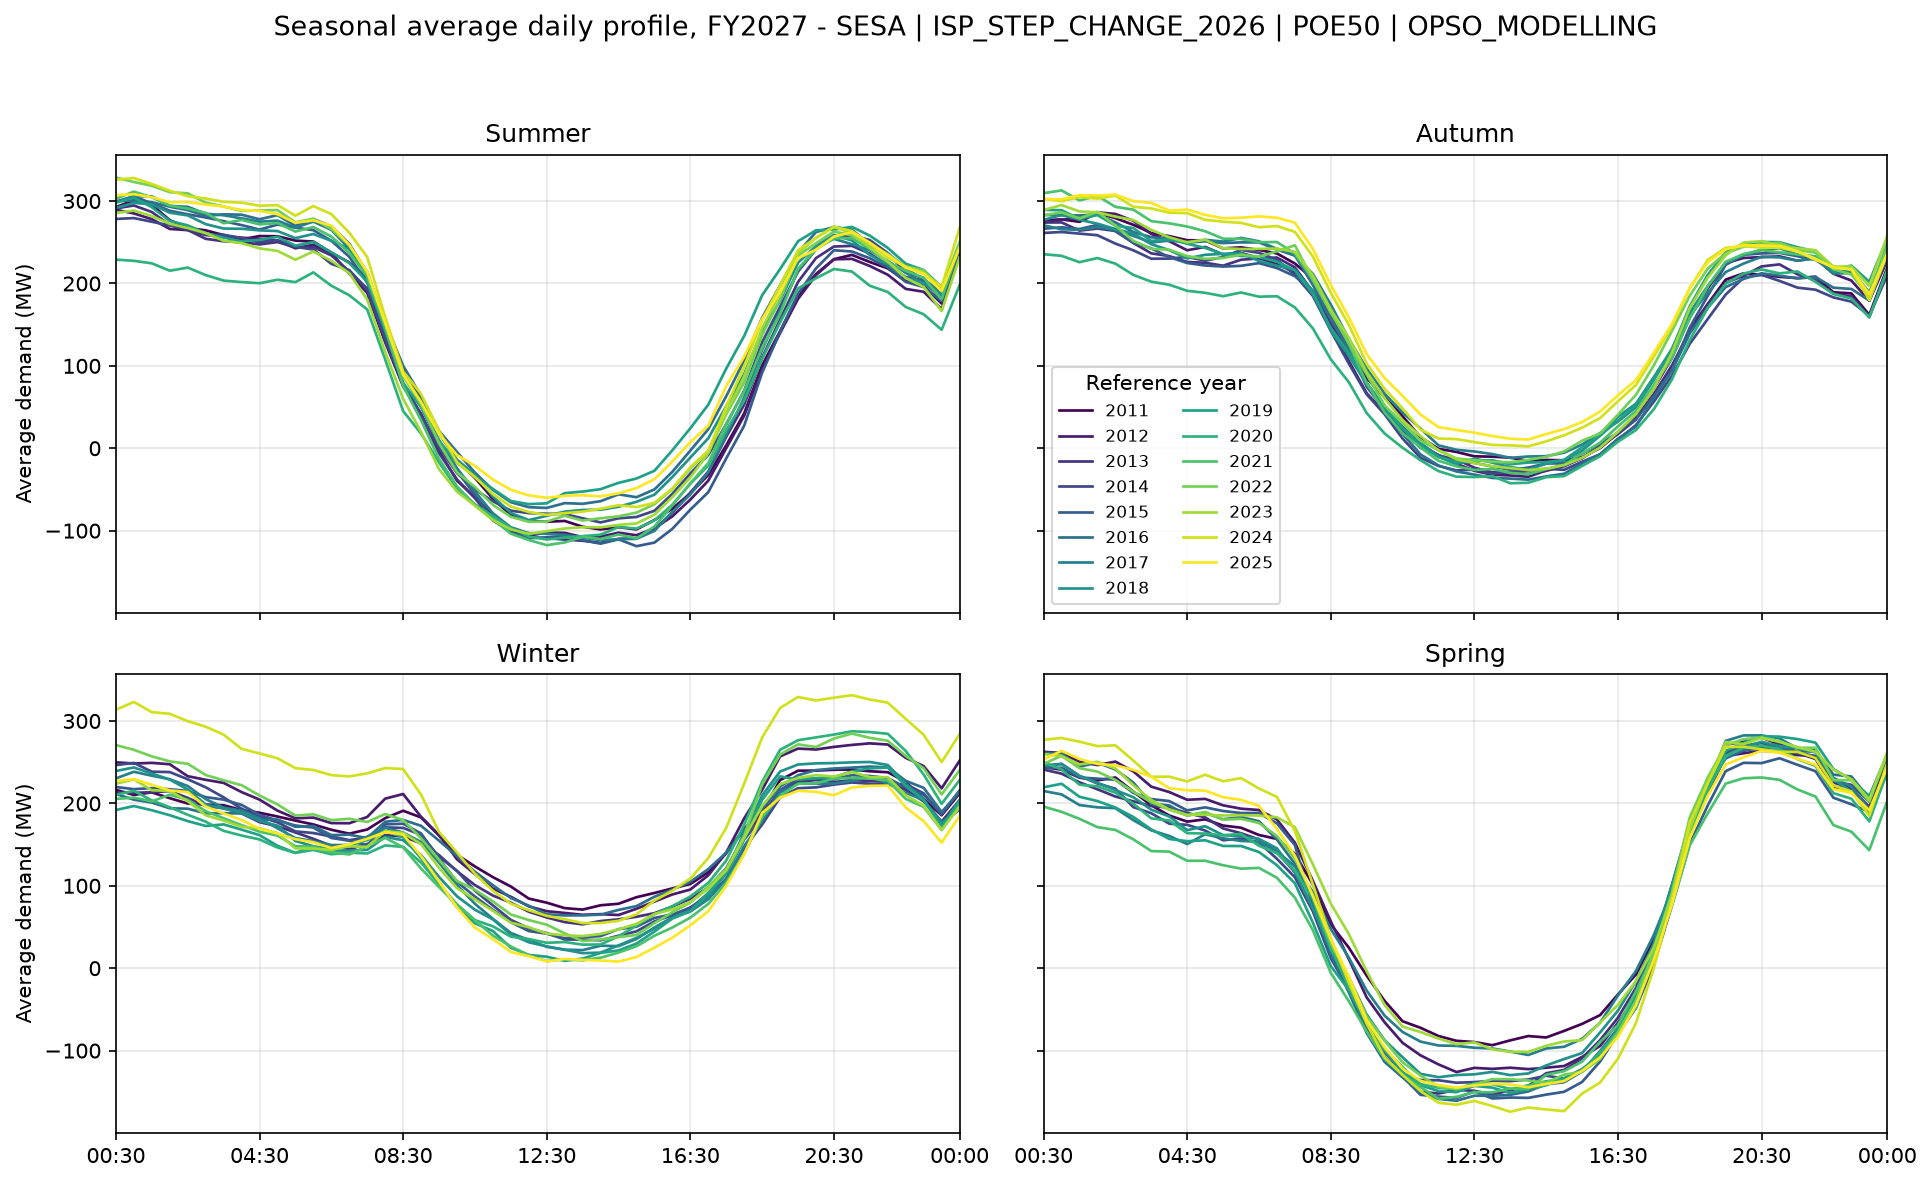 Seasonal average daily profile, FY2027 - SESA | ISP_STEP_CHANGE_2026 | POE50 | OPSO_MODELLING
Summer
Average demand (MW)
300
200
100
0
−100
Autumn
Reference year
2011 2019
2012 2020
2013 2021
2014 2022
2015 2023
2016 2024
2017 2025
2018
Winter
Average demand (MW)
300
200
100
0
−100
00:30 04:30 08:30 12:30 16:30 20:30 00:00
Spring
00:30 04:30 08:30 12:30 16:30 20:30 00:00